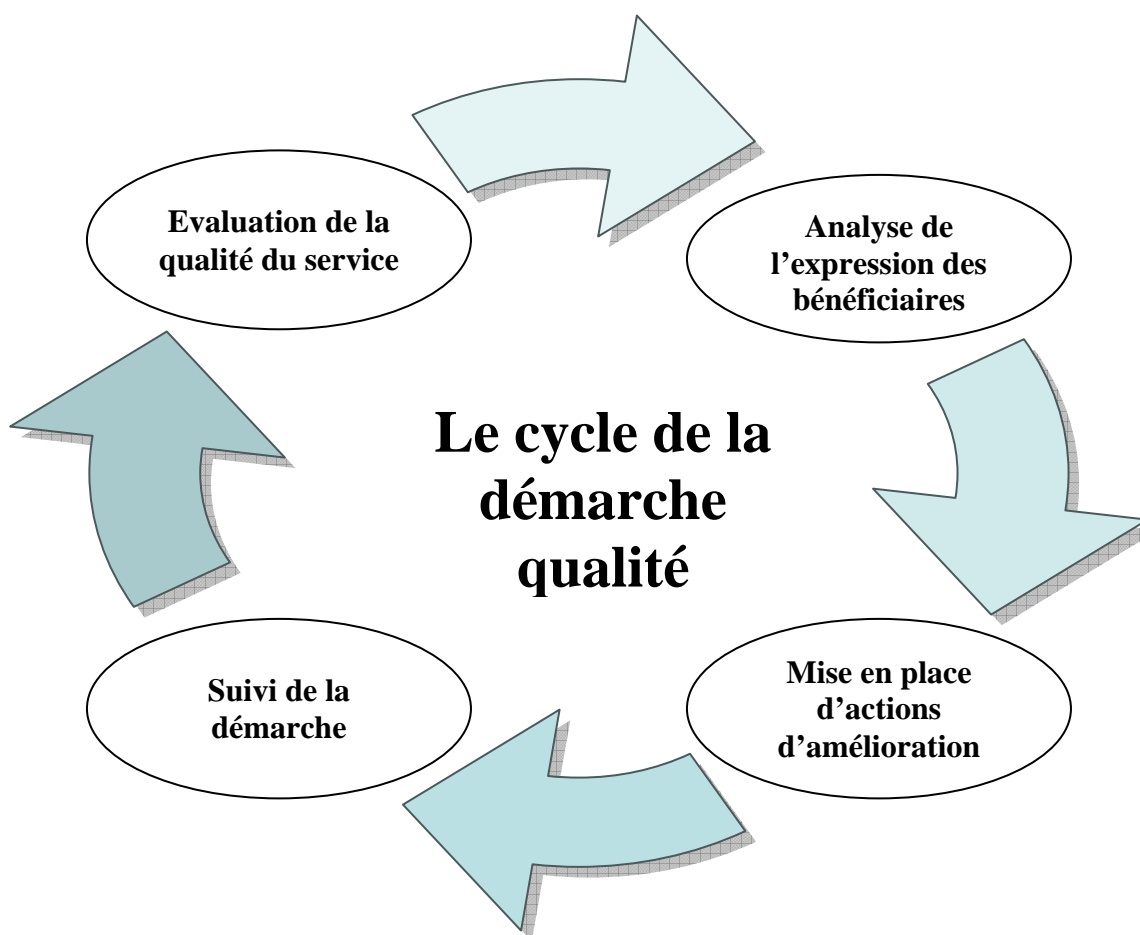 Evaluation de la
qualité du service
Analyse de
l’expression des
bénéficiaires
Le cycle de la
démarche
qualité
Suivi de la
démarche
Mise en place
d’actions
d’amélioration